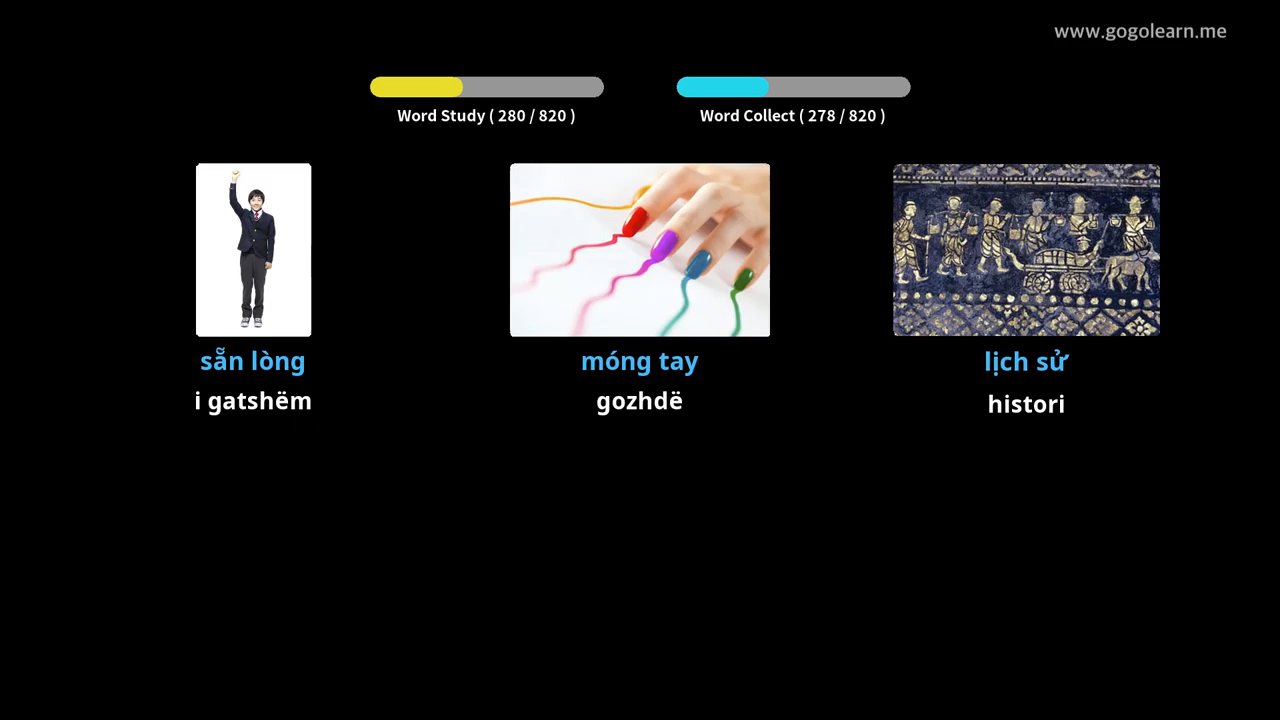 www.gogolearn.me
Word Study ( 280 / 820 )
Word Collect ( 278 / 820 )
sẵn lòng
i gatshëm
móng tay
gozhdë
lịch sử
histori